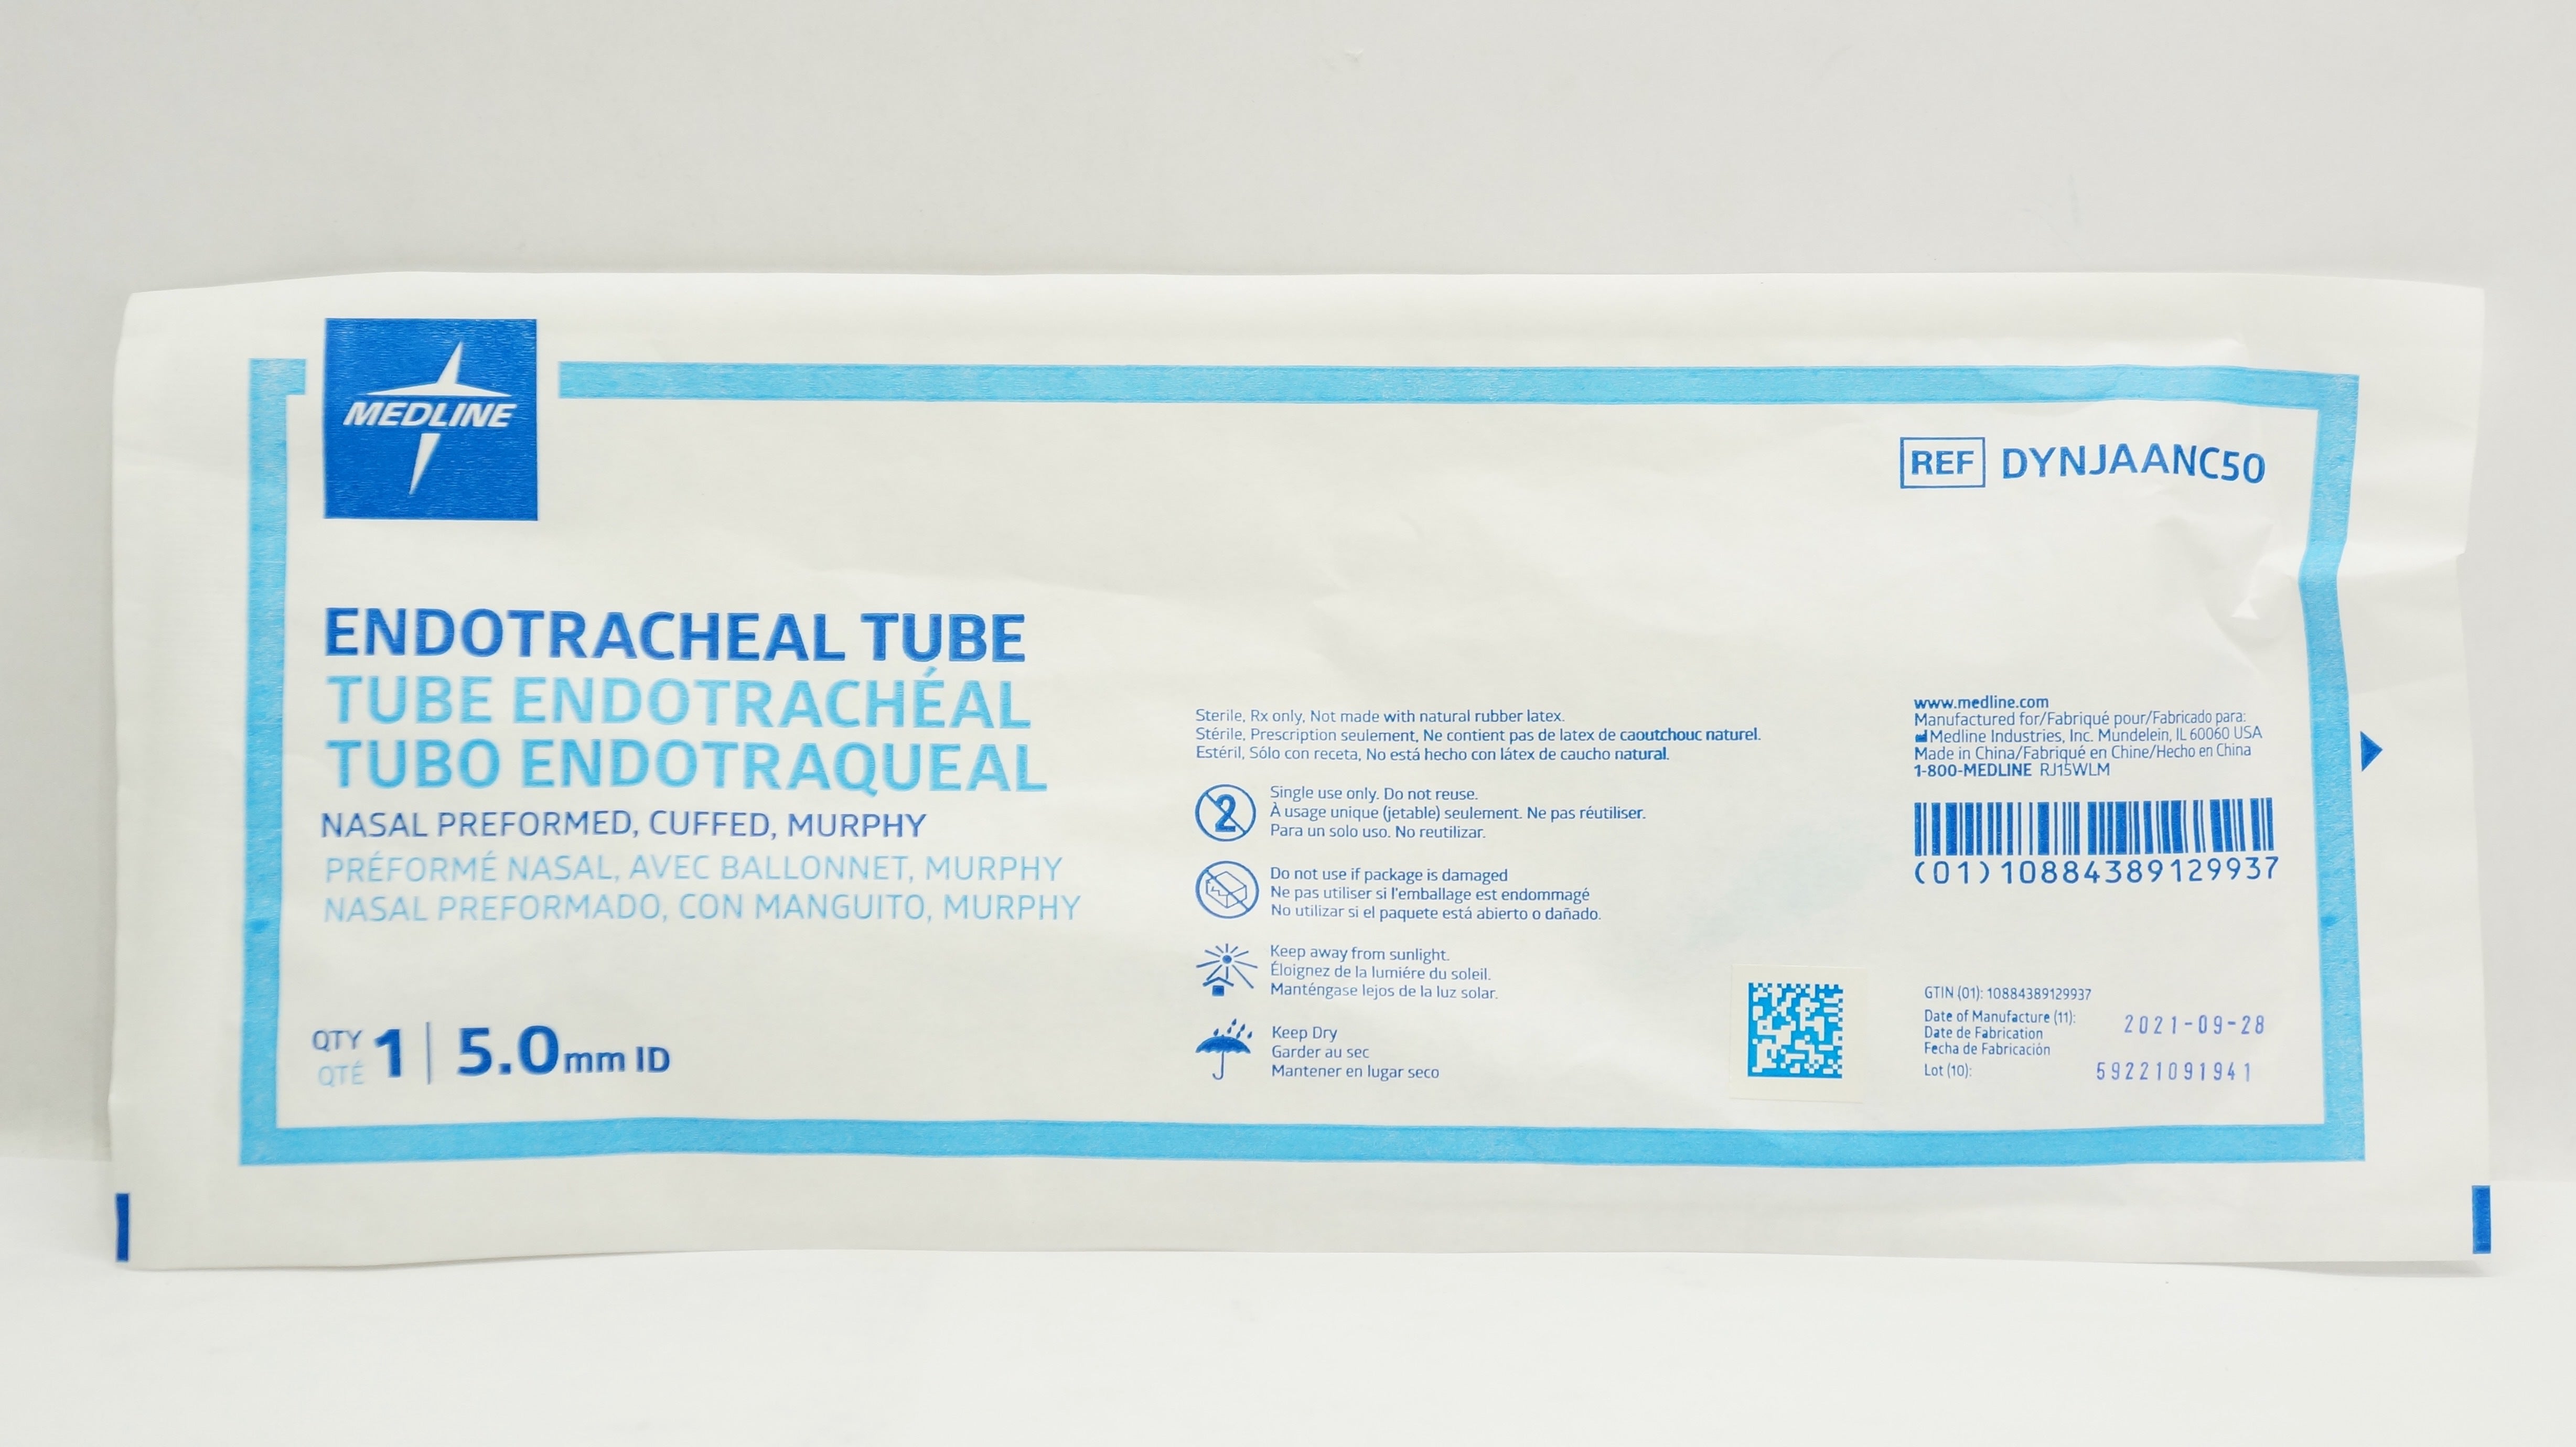 MEDLINE
REF DYNJAANC50
ENDOTRACHEAL TUBE
TUBE ENDOTRACHÉAL
TUBO ENDOTRAQUEAL
NASAL PREFORMED, CUFFED, MURPHY
PRÉFORMÉ NASAL, AVEC BALLONNET, MURPHY
NASAL PREFORMADO, CON MANGUITO, MURPHY
QTY 1 | 5.0mm ID
QTÉ
Sterile, Rx only, Not made with natural rubber latex.
Stérile, Prescription seulement, Ne contient pas de latex de caoutchouc naturel.
Estéril, Sólo con receta, No está hecho con látex de caucho natural.
2
Single use only. Do not reuse.
À usage unique (jetable) seulement. Ne pas réutiliser.
Para un solo uso. No reutilizar.
Do not use if package is damaged
Ne pas utiliser si l'emballage est endommagé
No utilizar si el paquete está abierto o dañado.
Keep away from sunlight.
Éloignez de la lumiére du soleil.
Manténgase lejos de la luz solar.
Keep Dry
Garder au sec
Mantener en lugar seco
www.medline.com
Manufactured for/Fabriqué pour/Fabricado para:
Medline Industries, Inc. Mundelein, IL 60060 USA
Made in China/Fabriqué en Chine/Hecho en China
1-800-MEDLINE RJ15WLM
(01)10884389129937
GTIN (01): 10884389129937
Date of Manufacture (11): 2021-09-28
Date de Fabrication
Fecha de Fabricación
Lot (10): 59221091941